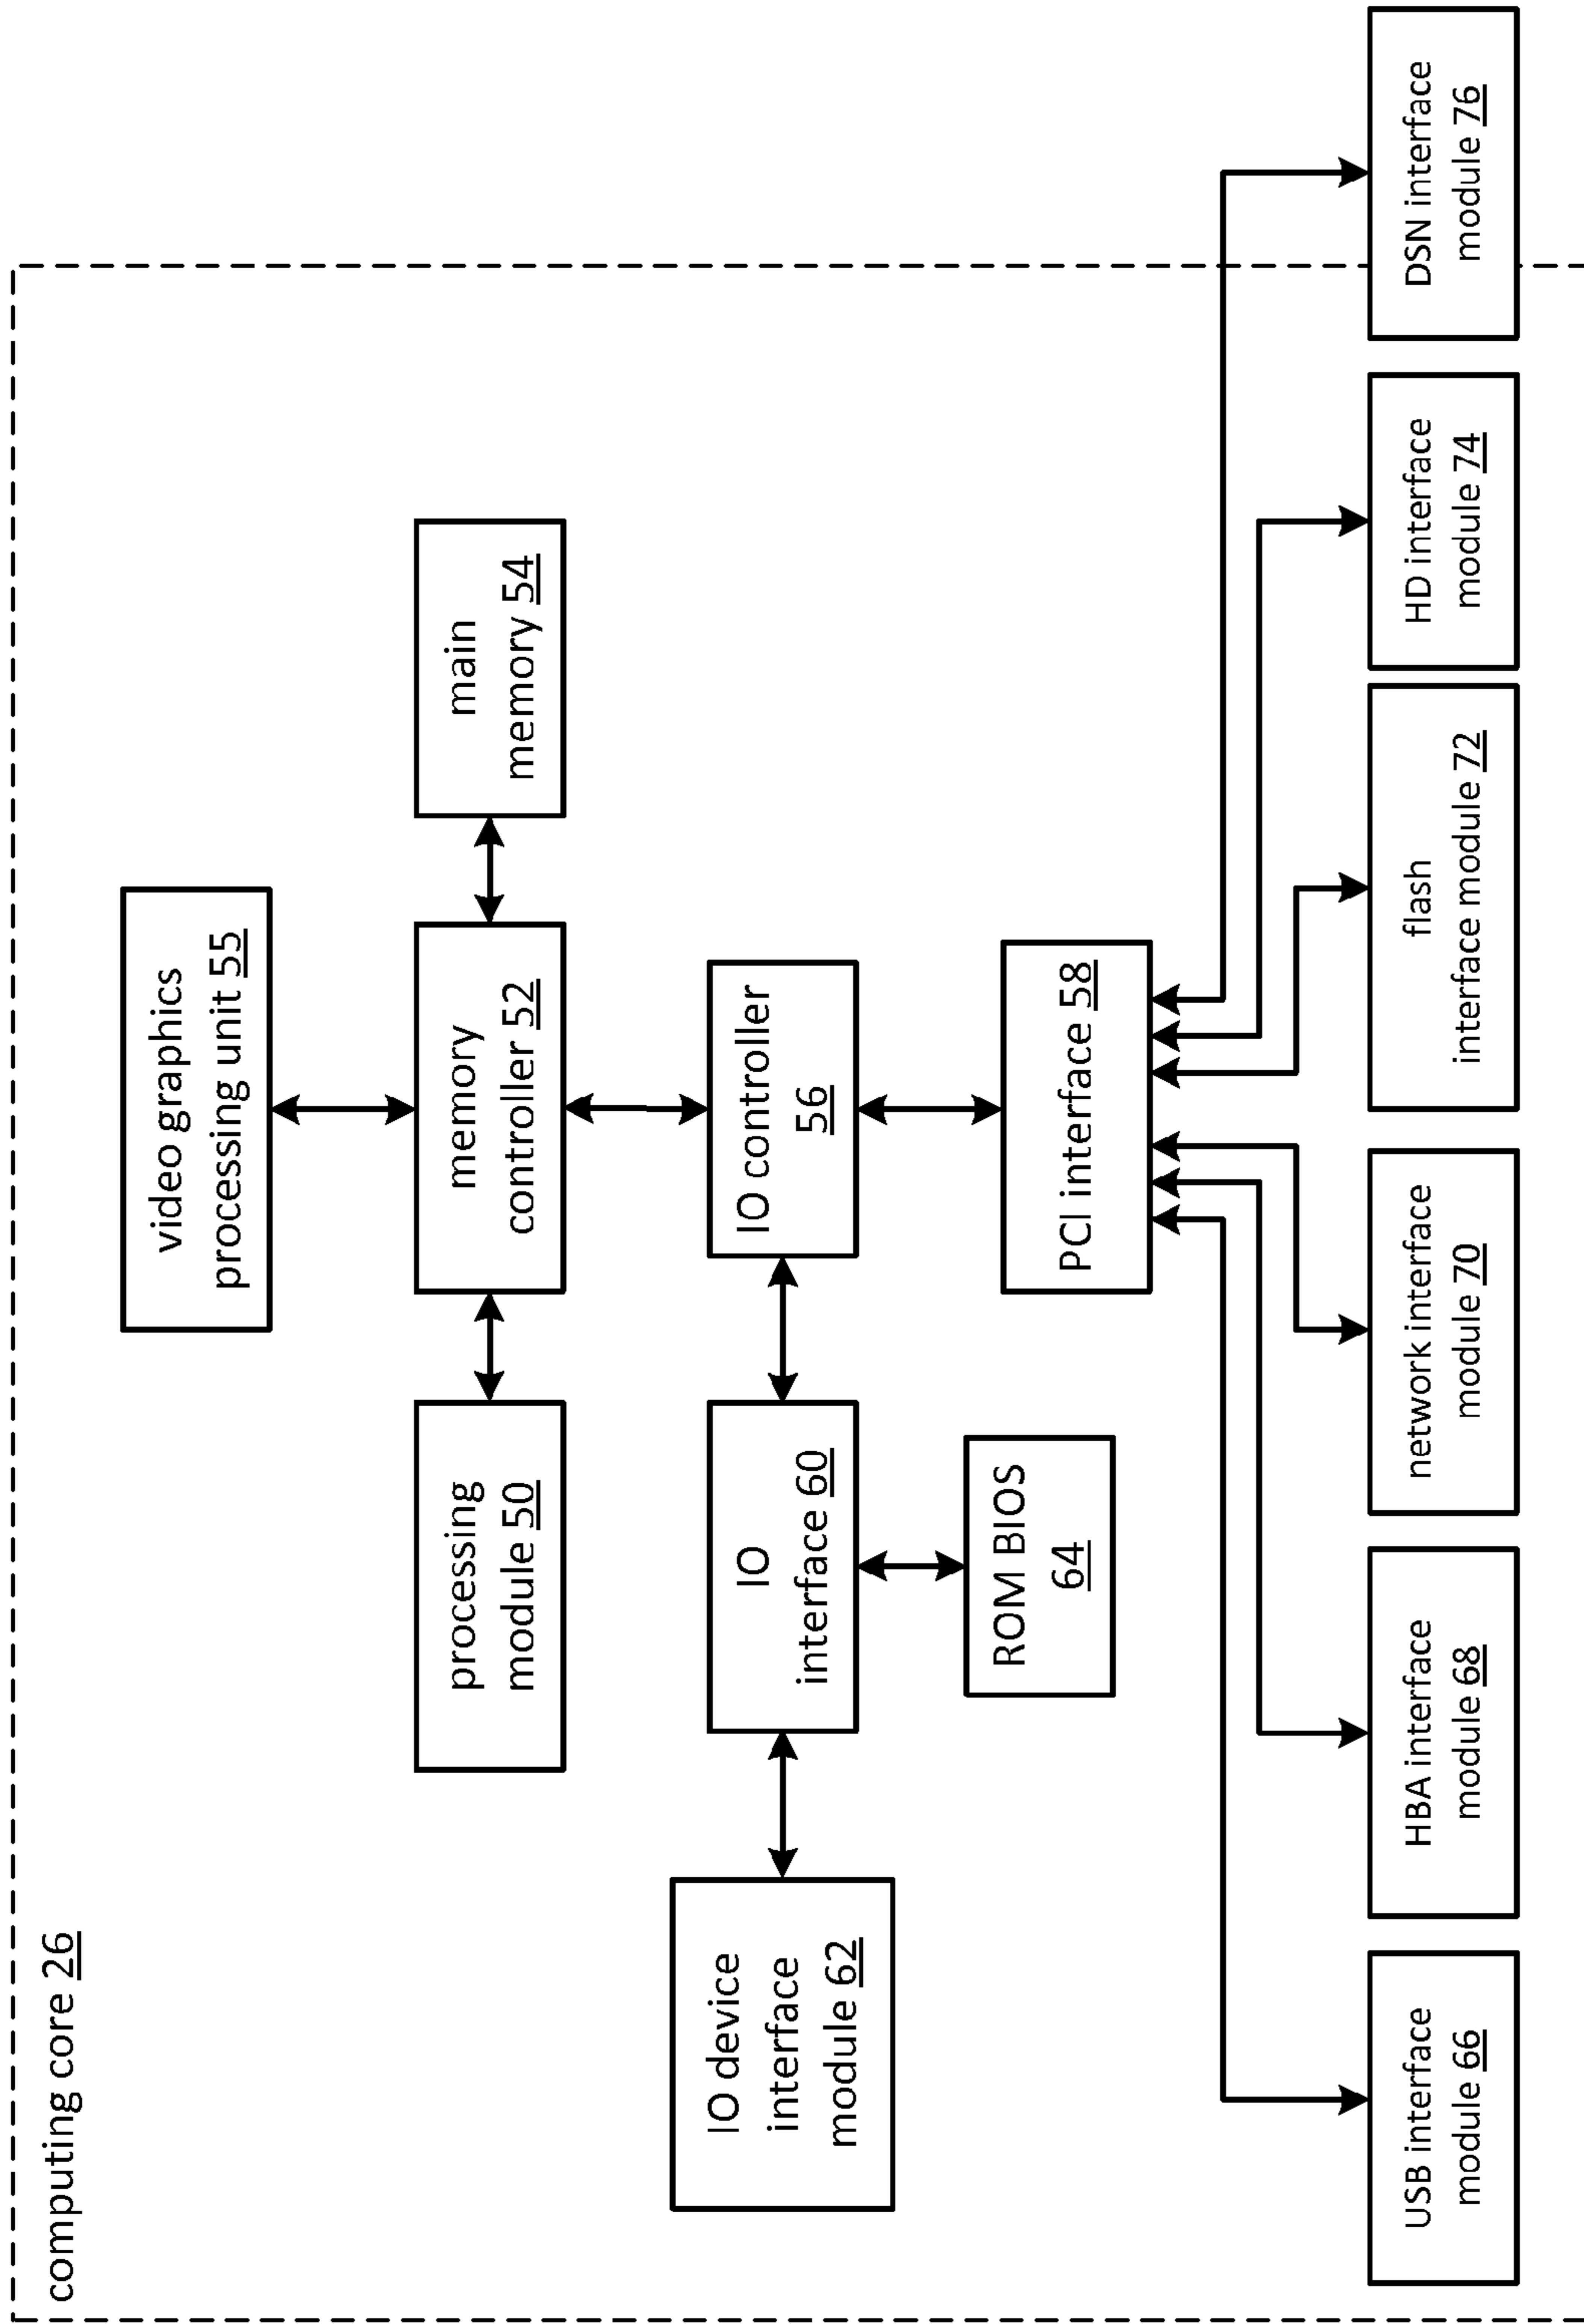 computing core 26
video graphics
processing unit 55
processing
module 50
memory
controller 52
main
memory 54
IO device
interface
module 62
IO
interface 60
IO controller
56
ROM BIOS
64
PCI interface 58
USB interface
module 66
HBA interface
module 68
network interface
module 70
flash
interface module 72
HD interface
module 74
DSN interface
module 76